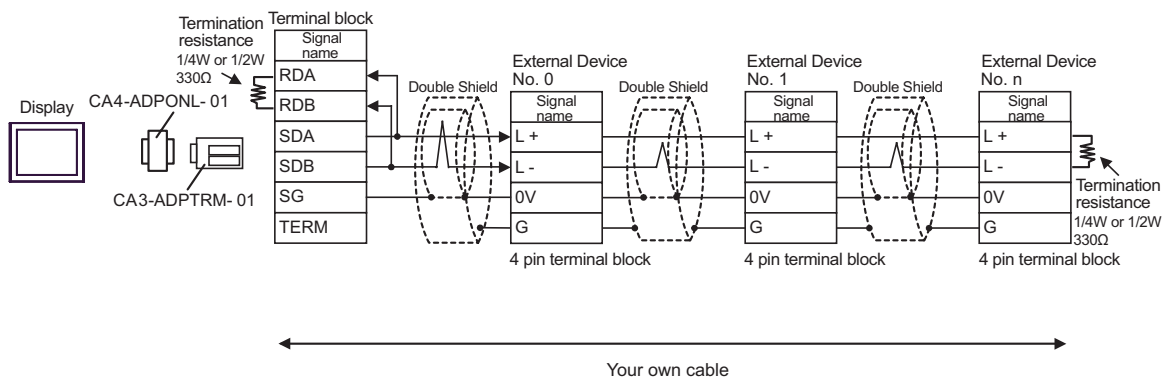 Display
CA4-ADPONL- 01
CA3-ADPTRM- 01
Termination
resistance
1/4W or 1/2W
330Ω
Terminal block
Signal
name
RDA
RDB
SDA
SDB
SG
TERM
Double Shield
External Device
No. 0
Signal
name
L +
L -
0V
G
4 pin terminal block
Double Shield
External Device
No. 1
Signal
name
L +
L -
0V
G
4 pin terminal block
Double Shield
External Device
No. n
Signal
name
L +
L -
0V
G
4 pin terminal block
Termination
resistance
1/4W or 1/2W
330Ω
Your own cable